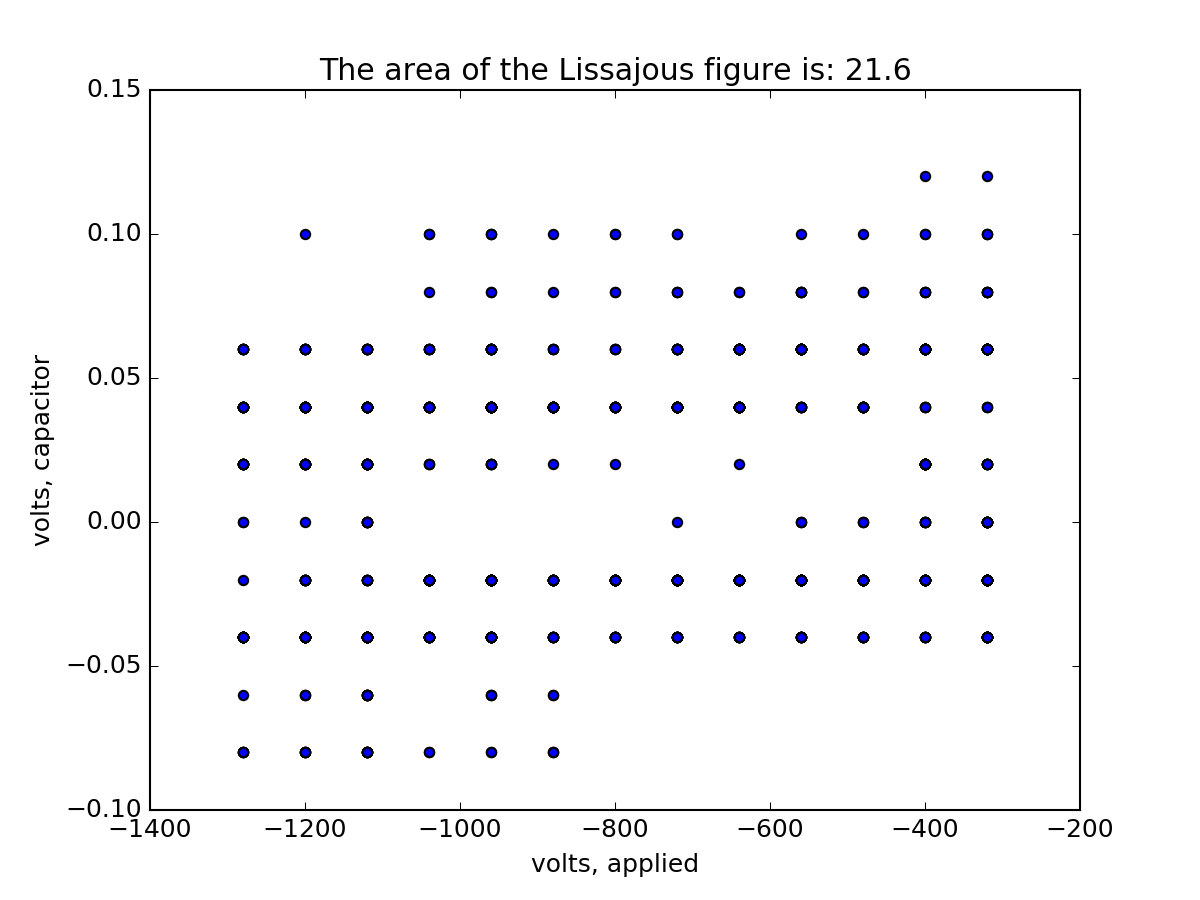 The area of the Lissajous figure is: 21.6
0.15
0.10
0.05
0.00
−0.05
−0.10
volts, capacitor
−1400 −1200 −1000 −800 −600 −400 −200
volts, applied